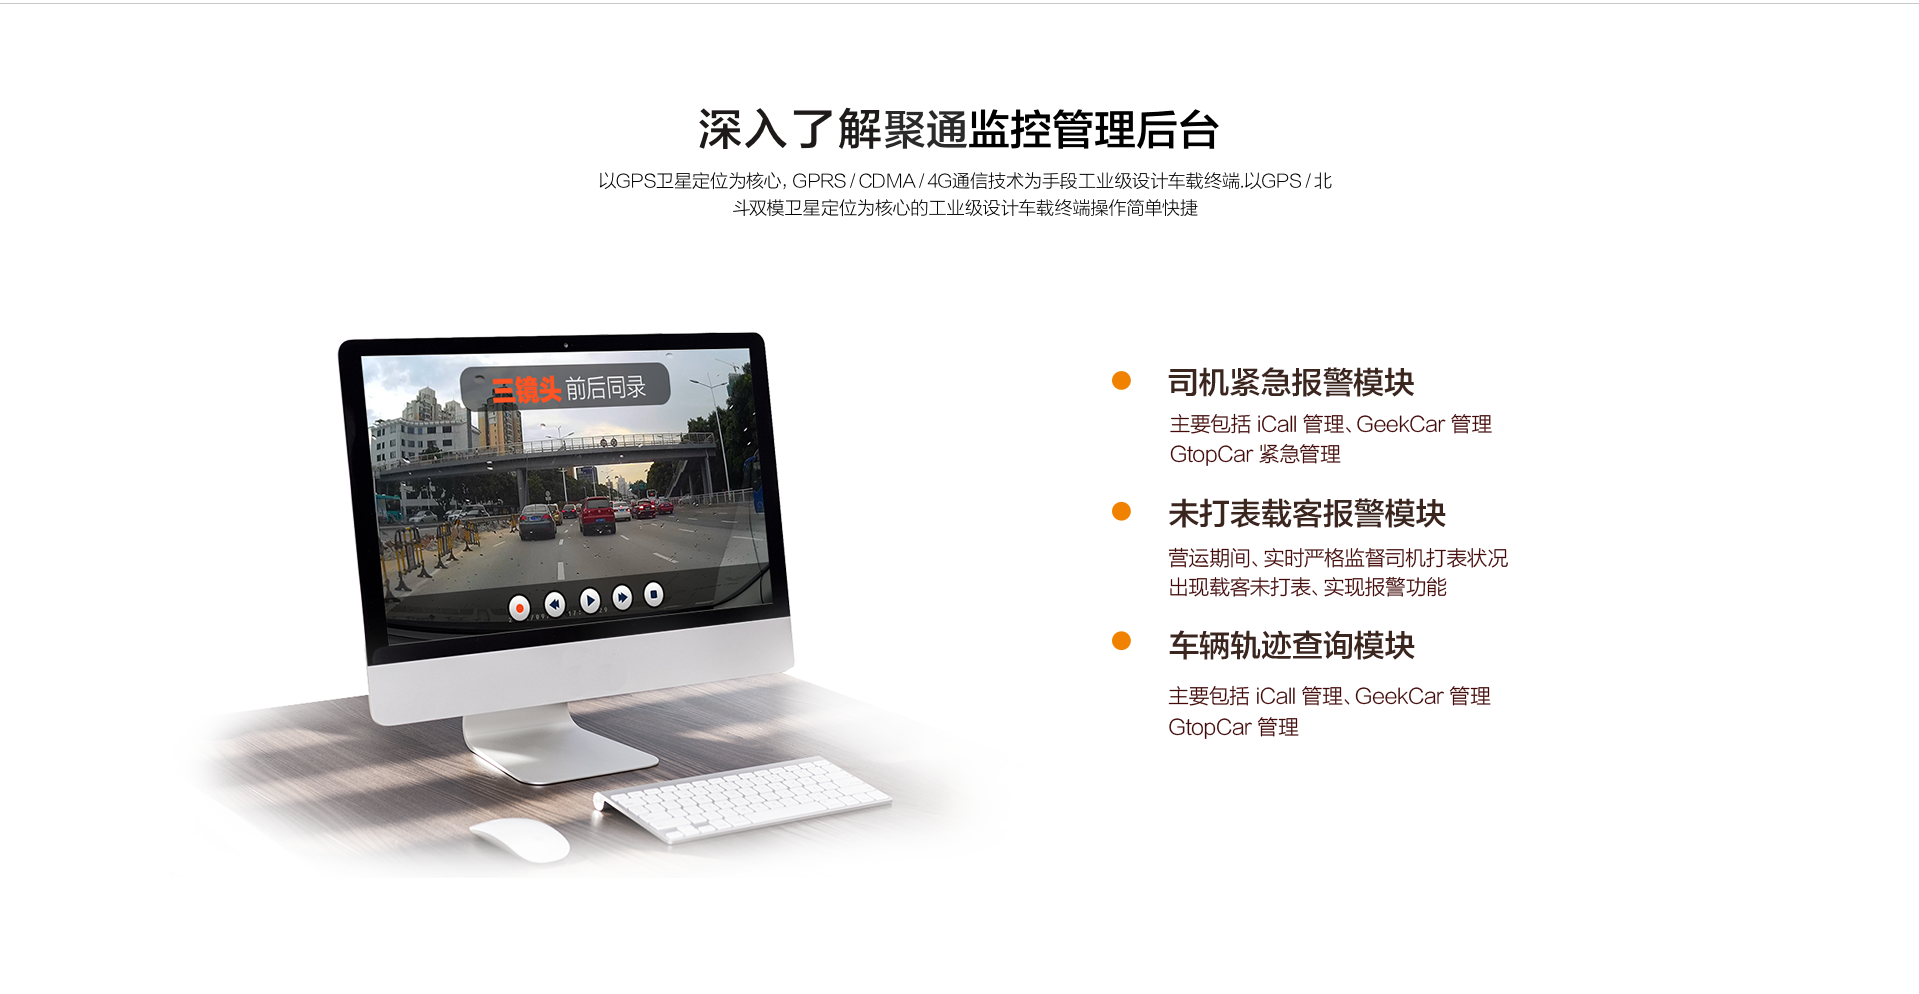 深入了解聚通监控管理后台
以GPS卫星定位为核心, GPRS / CDMA / 4G通信技术为手段工业级设计车载终端.以GPS / 北
斗双模卫星定位为核心的工业级设计车载终端操作简单快捷
三镜头 前后同录
司机紧急报警模块
主要包括 iCall 管理、GeekCar 管理
GtopCar 紧急管理
未打表载客报警模块
营运期间、实时严格监督司机打表状况
出现载客未打表、实现报警功能
车辆轨迹查询模块
主要包括 iCall 管理、GeekCar 管理
GtopCar 管理